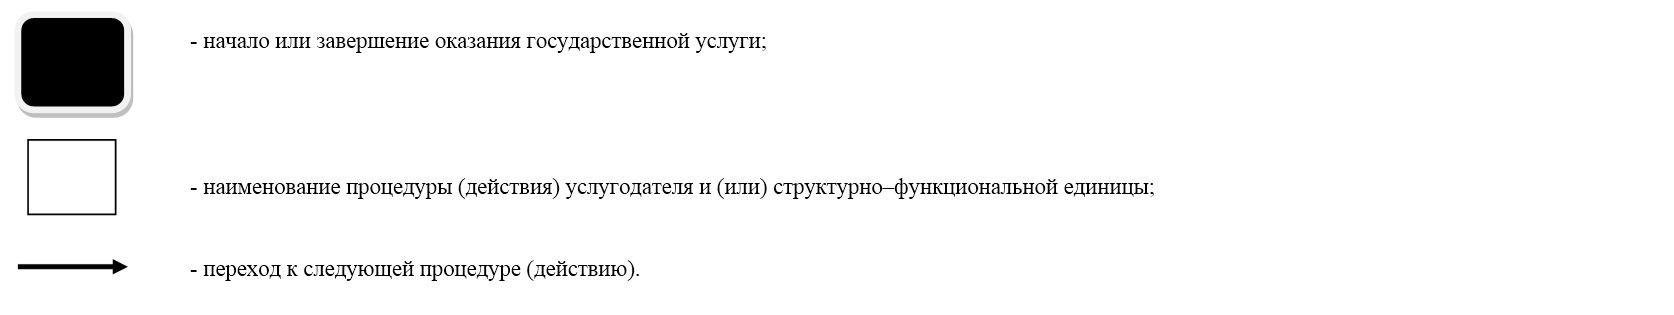 - начало или завершение оказания государственной услуги;
- наименование процедуры (действия) услугодателя и (или) структурно–функциональной единицы;
- переход к следующей процедуре (действию).